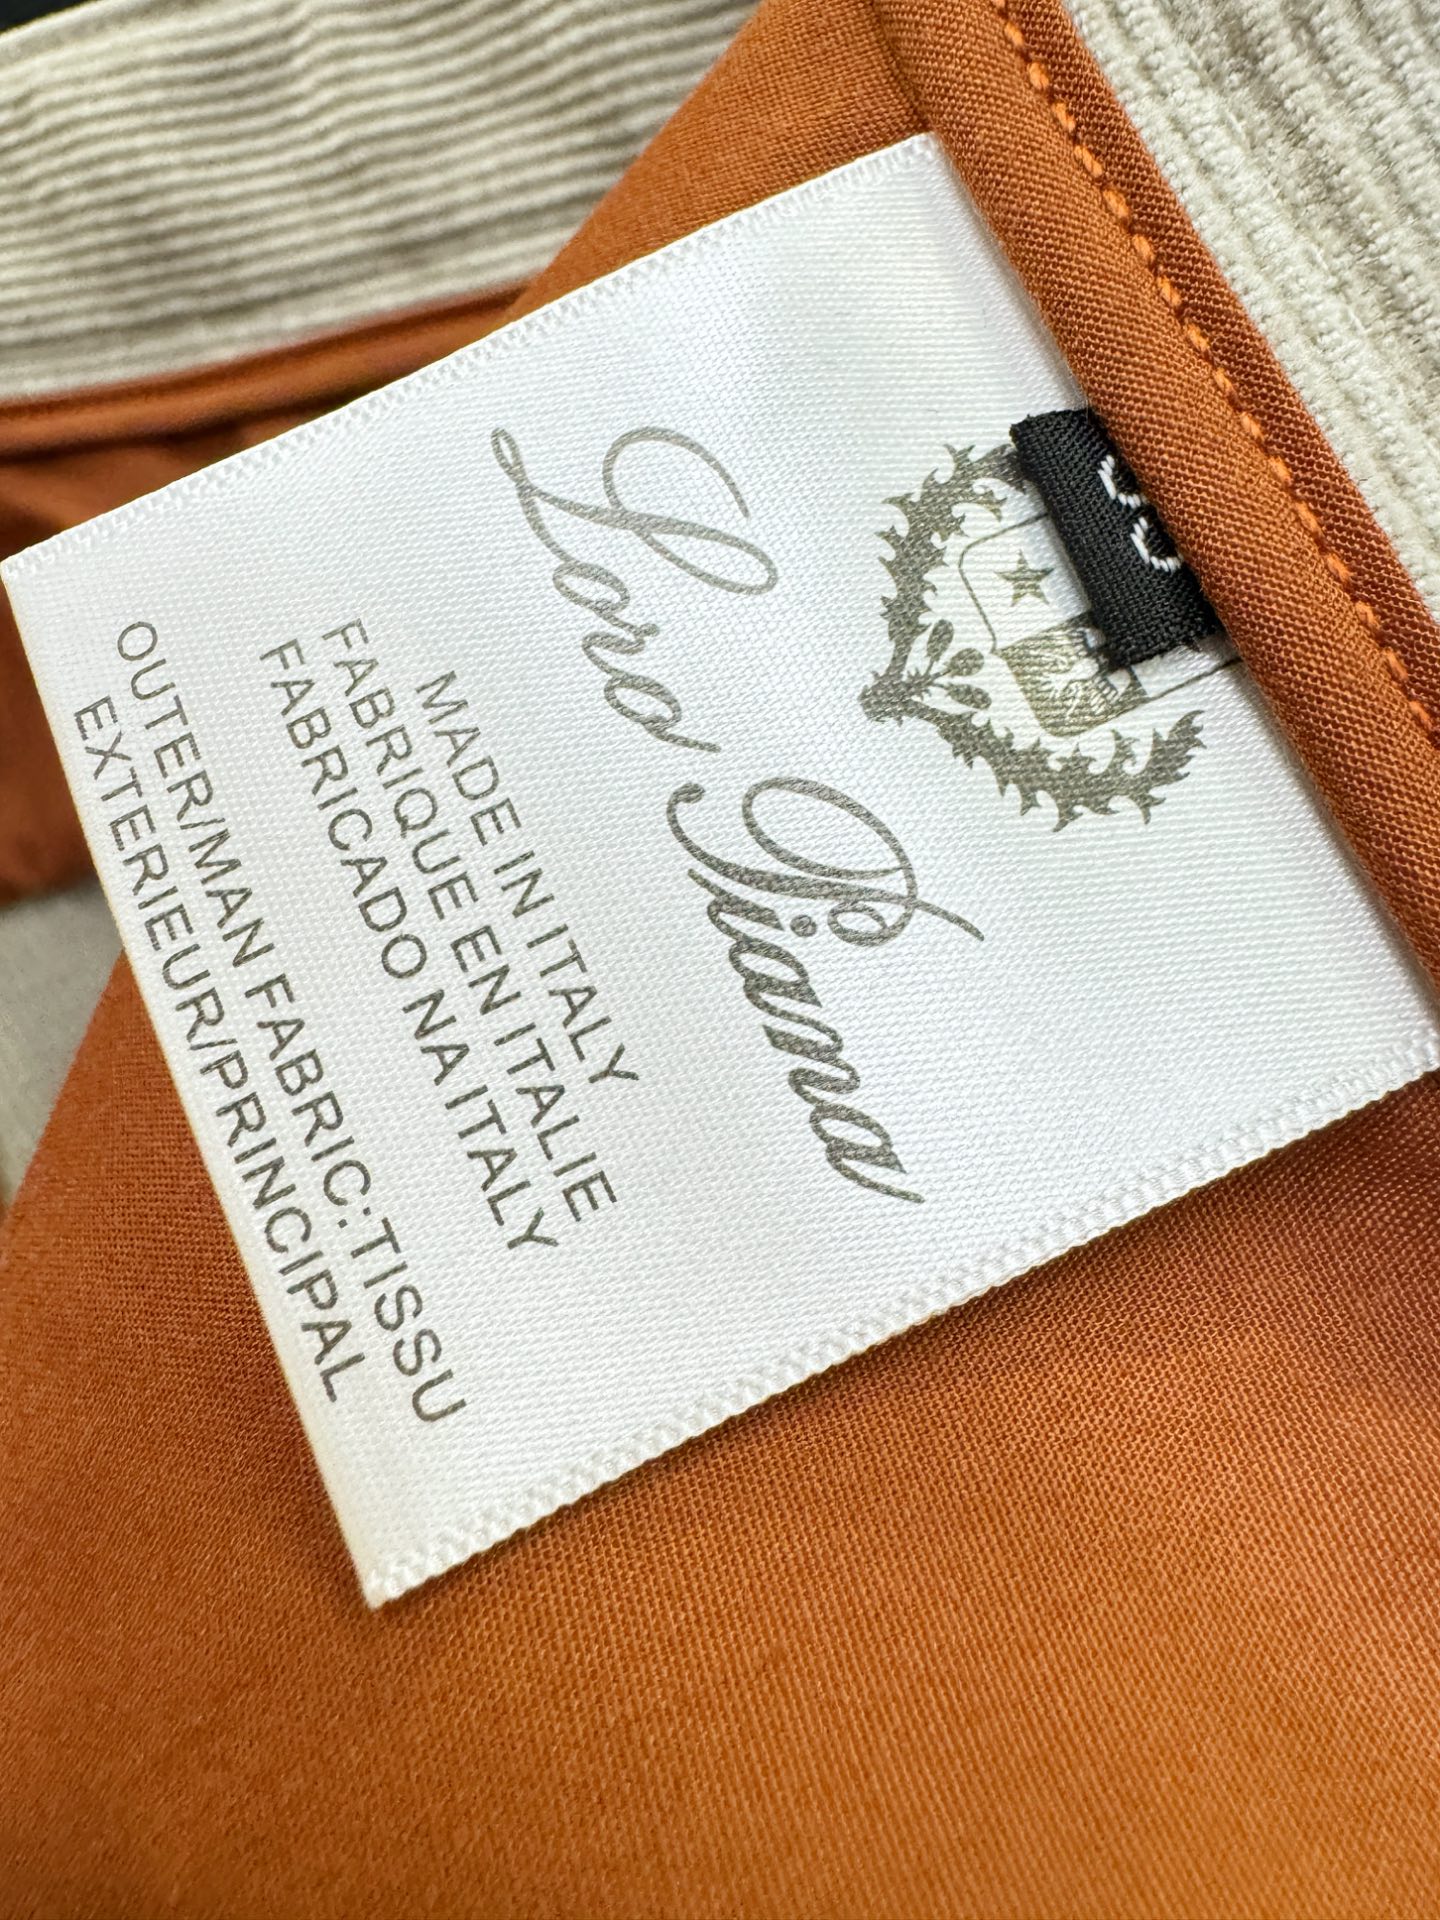 Loro Piana
MADE IN ITALY
FABRIQUE EN ITALIE
FABRICADO NA ITALY
OUTER/MAN FABRIC:TISSU
EXTERIEUR/PRINCIPAL